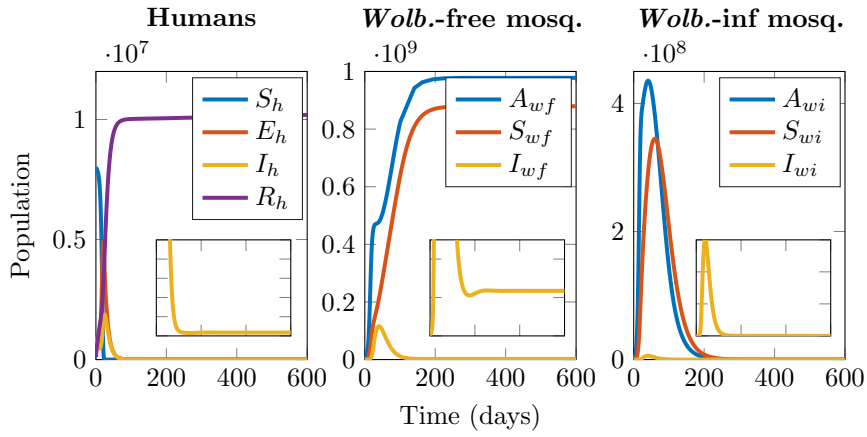 Humans
Wolb.-free mosq.
Wolb.-inf mosq.
·10^7
·10^9
·10^8
Population
1
0.5
0
S_h
E_h
I_h
R_h
0 200 400 600
1
0.8
0.6
0.4
0.2
0
A_wf
S_wf
I_wf
0 200 400 600
4
2
0
A_wi
S_wi
I_wi
0 200 400 600
Time (days)